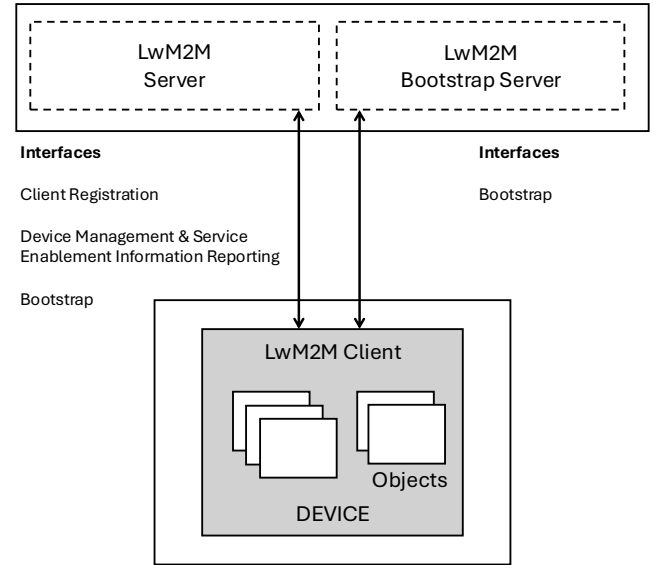 LwM2M
Server
LwM2M
Bootstrap Server
Interfaces
Client Registration
Device Management & Service
Enablement Information Reporting
Bootstrap
Interfaces
Bootstrap
LwM2M Client
Objects
DEVICE